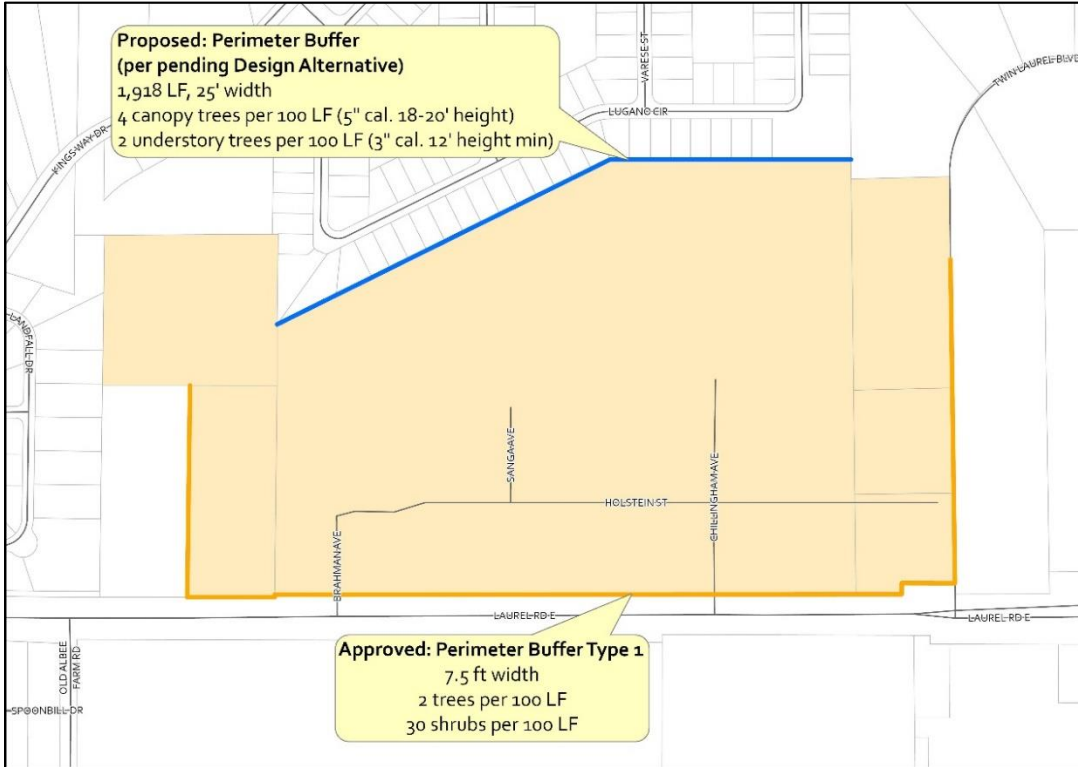 Proposed: Perimeter Buffer
(per pending Design Alternative)
1,918 LF, 25' width
4 canopy trees per 100 LF (5" cal. 18-20' height)
2 understory trees per 100 LF (3" cal. 12' height min)
VARESE ST
TWIN LAUREL BLVD
LUGANO CIR
KINGS WAY DR
LANDFALL DR
SANGA AVE
CHILLINGHAM AVE
HOLSTEIN ST
BRAHMAN AVE
LAUREL RD E
LAUREL RD E
OLD ALBEE
FARM RD
SPOONBILL DR
Approved: Perimeter Buffer Type 1
7.5 ft width
2 trees per 100 LF
30 shrubs per 100 LF